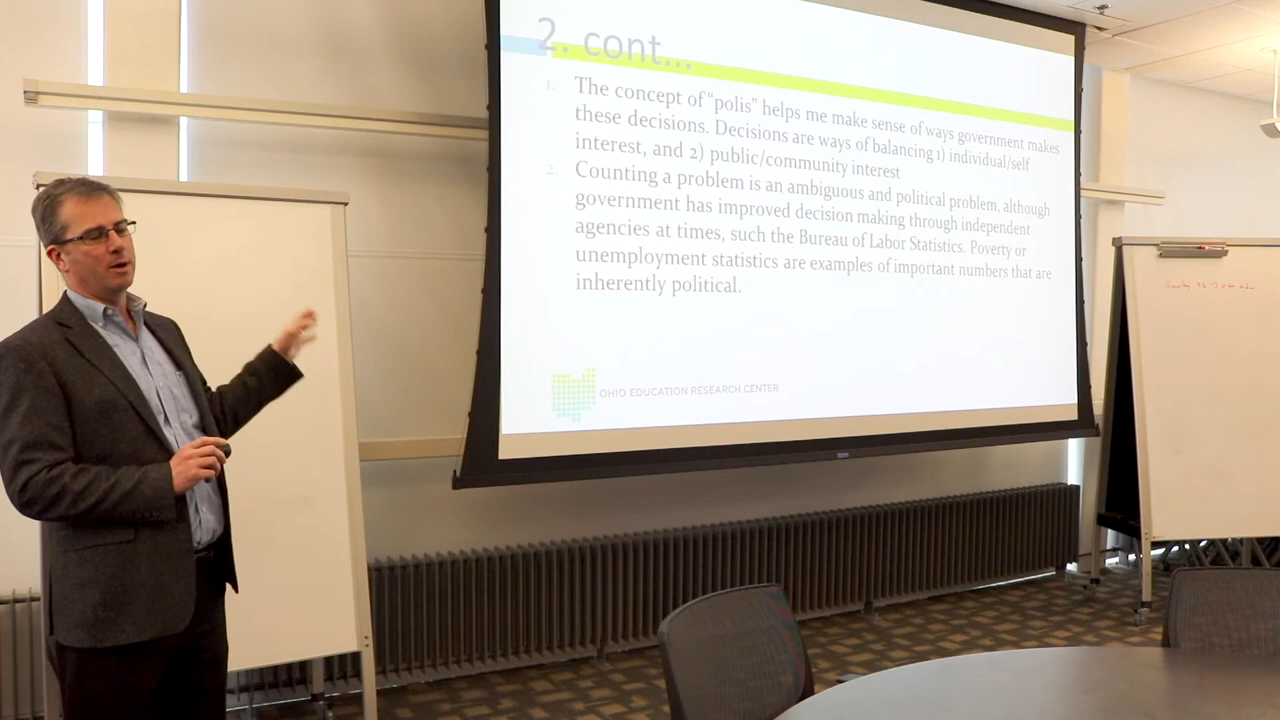 2. cont...
1. The concept of "polis" helps me make sense of ways government makes
these decisions. Decisions are ways of balancing 1) individual/self
interest, and 2) public/community interest
2. Counting a problem is an ambiguous and political problem, although
government has improved decision making through independent
agencies at times, such the Bureau of Labor Statistics. Poverty or
unemployment statistics are examples of important numbers that are
inherently political.
OHIO EDUCATION RESEARCH CENTER